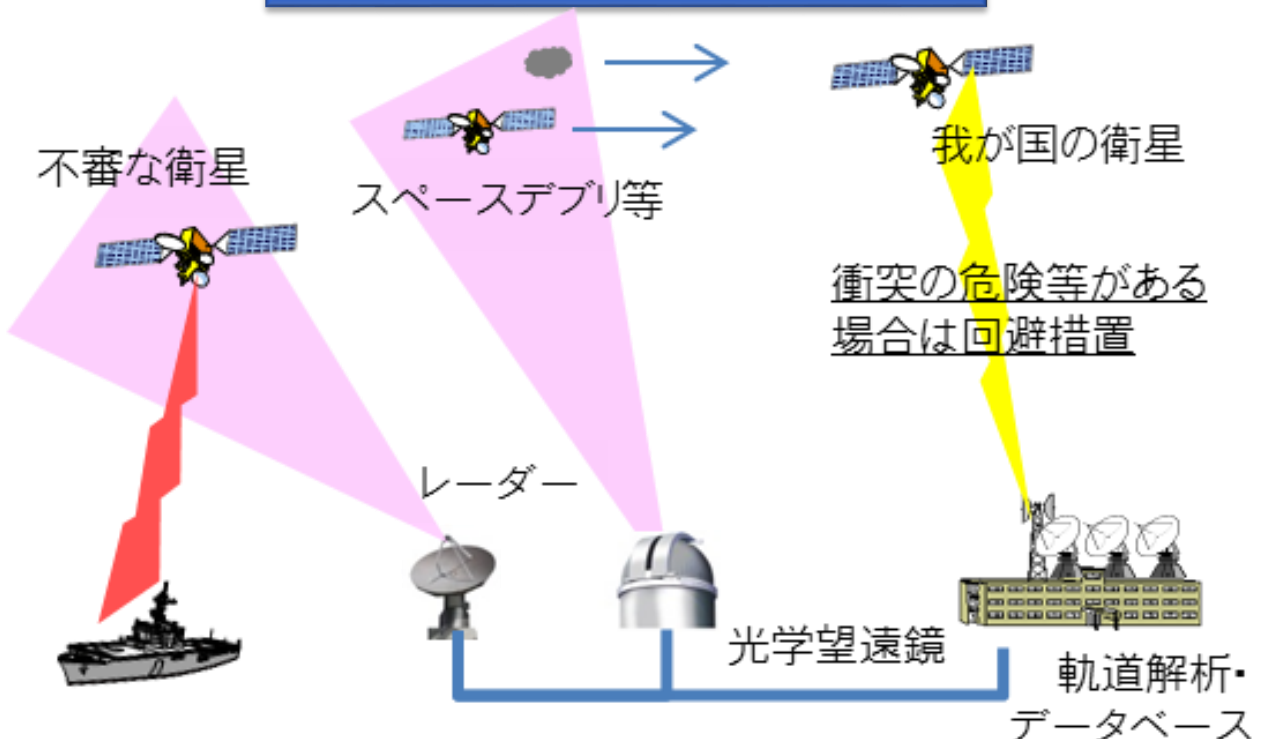 不審な衛星
スペースデブリ等
我が国の衛星
衝突の危険等がある
場合は回避措置
レーダー
光学望遠鏡
軌道解析・
データベース